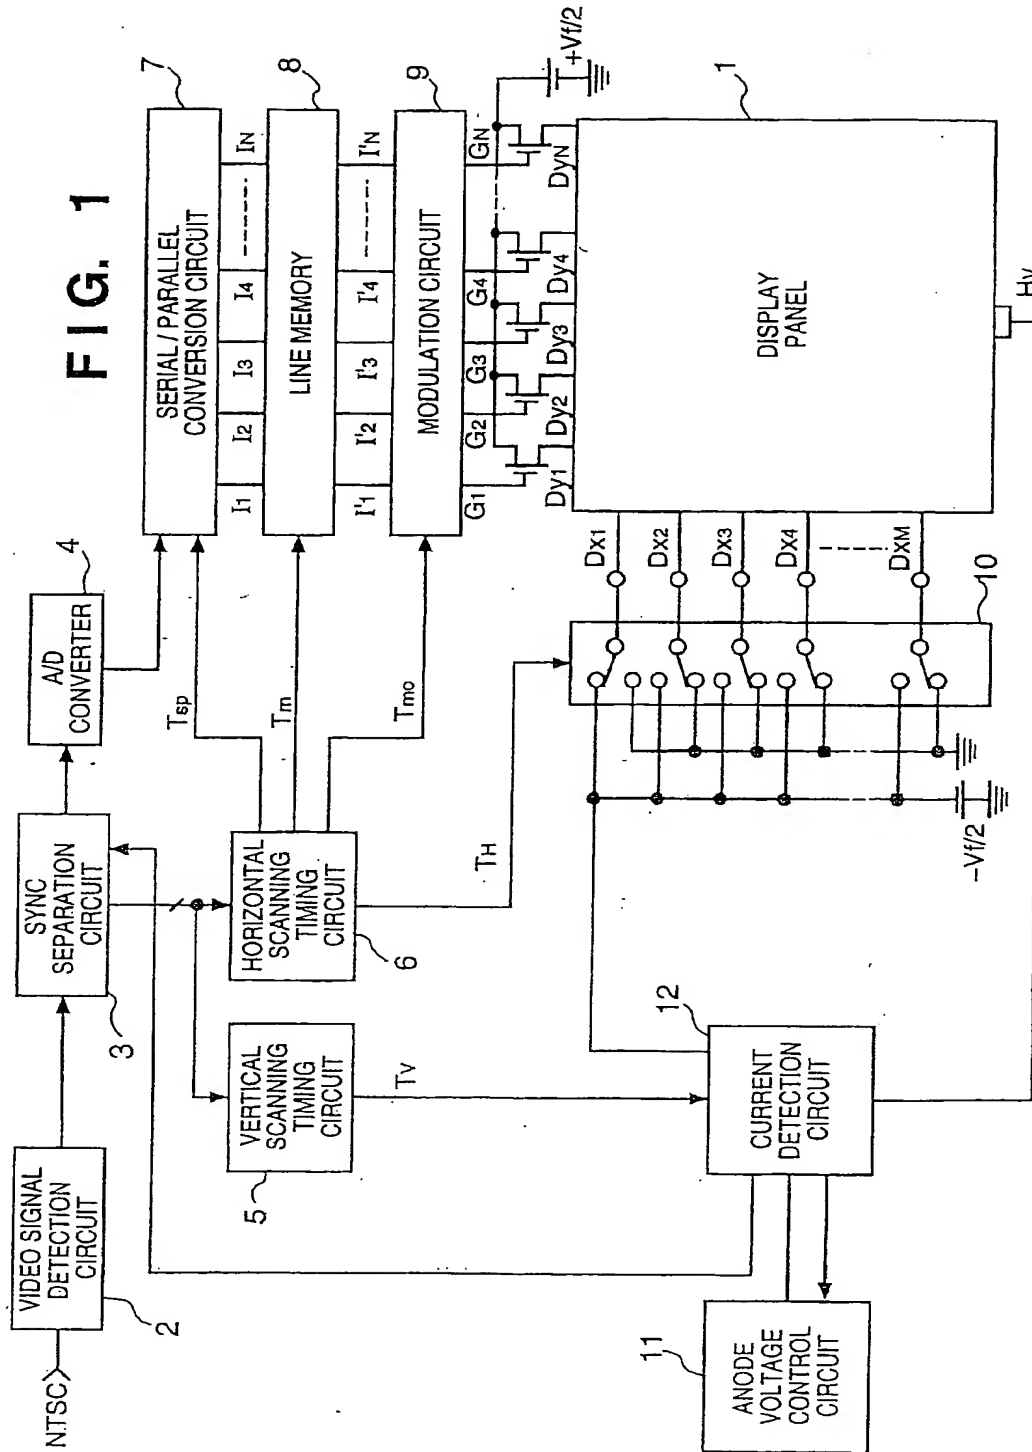 FIG. 1
NTSC
VIDEO SIGNAL
DETECTION
CIRCUIT
2
SYNC
SEPARATION
CIRCUIT
3
A/D
CONVERTER
4
VERTICAL
SCANNING
TIMING
CIRCUIT
5
HORIZONTAL
SCANNING
TIMING
CIRCUIT
6
Tsp
Tm
Tmo
TH
TV
SERIAL / PARALLEL
CONVERSION CIRCUIT
7
I1 I2 I3 I4 IN
LINE MEMORY
8
I'1 I'2 I'3 I'4 I'N
MODULATION CIRCUIT
9
G1 G2 G3 G4 GN
+Vf/2
Dy1 Dy2 Dy3 Dy4 DyN
DISPLAY
PANEL
1
Hv
DX1
DX2
DX3
DX4
DXM
10
-Vf/2
CURRENT
DETECTION
CIRCUIT
12
ANODE
VOLTAGE
CONTROL
CIRCUIT
11